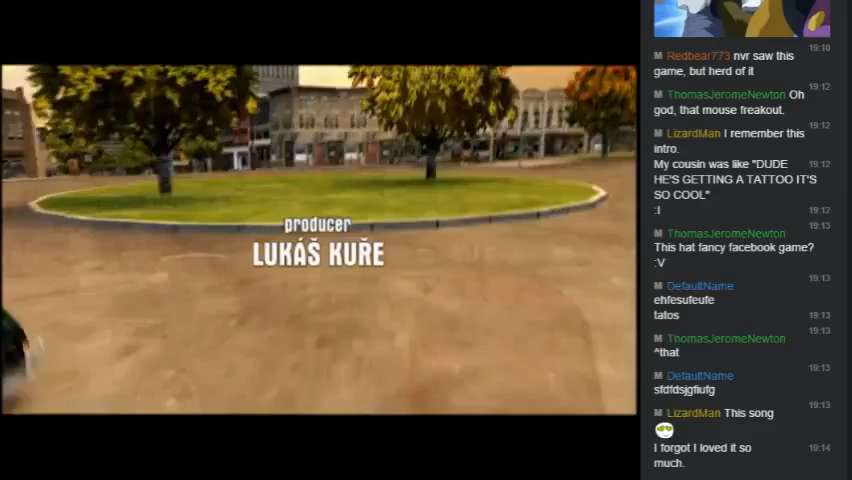 producer
LUKÁŠ KUŘE
19:10
M Redbear773 nvr saw this
game, but herd of it
19:12
M ThomasJeromeNewton Oh
god, that mouse freakout.
19:12
M LizardMan I remember this
intro.
My cousin was like "DUDE 19:12
HE'S GETTING A TATTOO IT'S
SO COOL"
:I 19:12
19:13
M ThomasJeromeNewton
This hat fancy facebook game?
:V
19:13
M DefaultName
ehfesufeufe
tatos 19:13
19:13
M ThomasJeromeNewton
^that
19:13
M DefaultName
sfdfdsjgfiufg
19:13
M LizardMan This song
I forgot I loved it so 19:14
much.